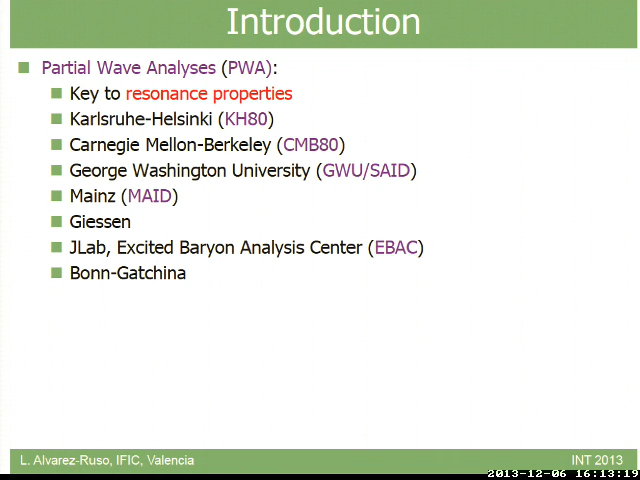 Introduction
Partial Wave Analyses (PWA):
Key to resonance properties
Karlsruhe-Helsinki (KH80)
Carnegie Mellon-Berkeley (CMB80)
George Washington University (GWU/SAID)
Mainz (MAID)
Giessen
JLab, Excited Baryon Analysis Center (EBAC)
Bonn-Gatchina
L. Alvarez-Ruso, IFIC, Valencia
INT 2013
2013-12-06 16:13:19